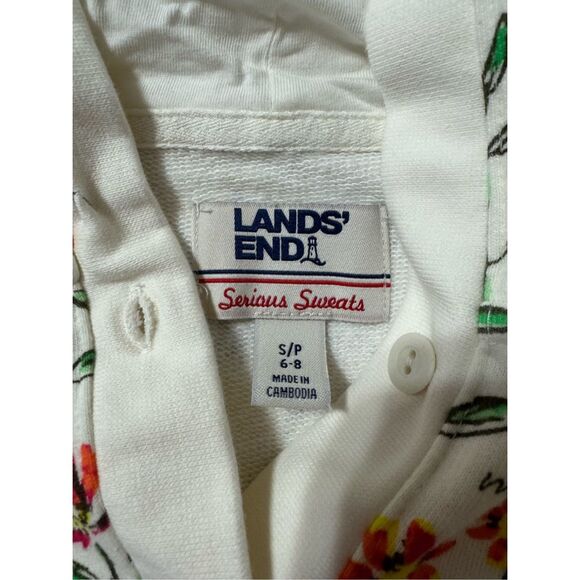 LANDS'
END
Serious Sweats
S/P
6-8
MADE IN
CAMBODIA